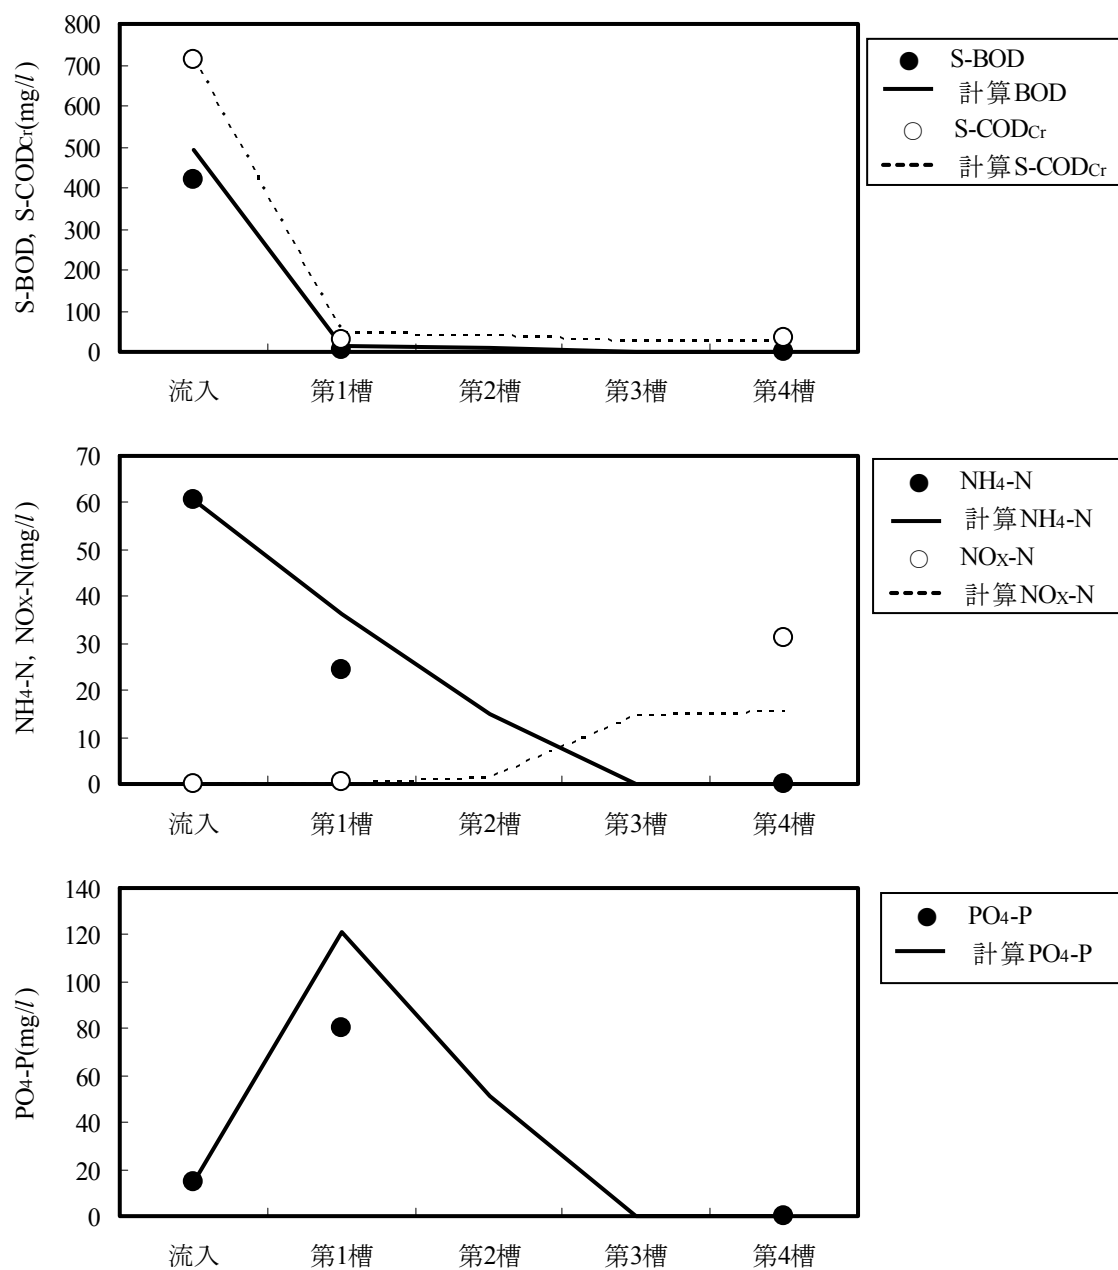 S-BOD, S-CODCr(mg/l)
800
700
600
500
400
300
200
100
0
流入 第1槽 第2槽 第3槽 第4槽
S-BOD
計算BOD
S-CODCr
計算S-CODCr
NH4-N, NOX-N(mg/l)
70
60
50
40
30
20
10
0
流入 第1槽 第2槽 第3槽 第4槽
NH4-N
計算NH4-N
NOX-N
計算NOX-N
PO4-P(mg/l)
140
120
100
80
60
40
20
0
流入 第1槽 第2槽 第3槽 第4槽
PO4-P
計算PO4-P